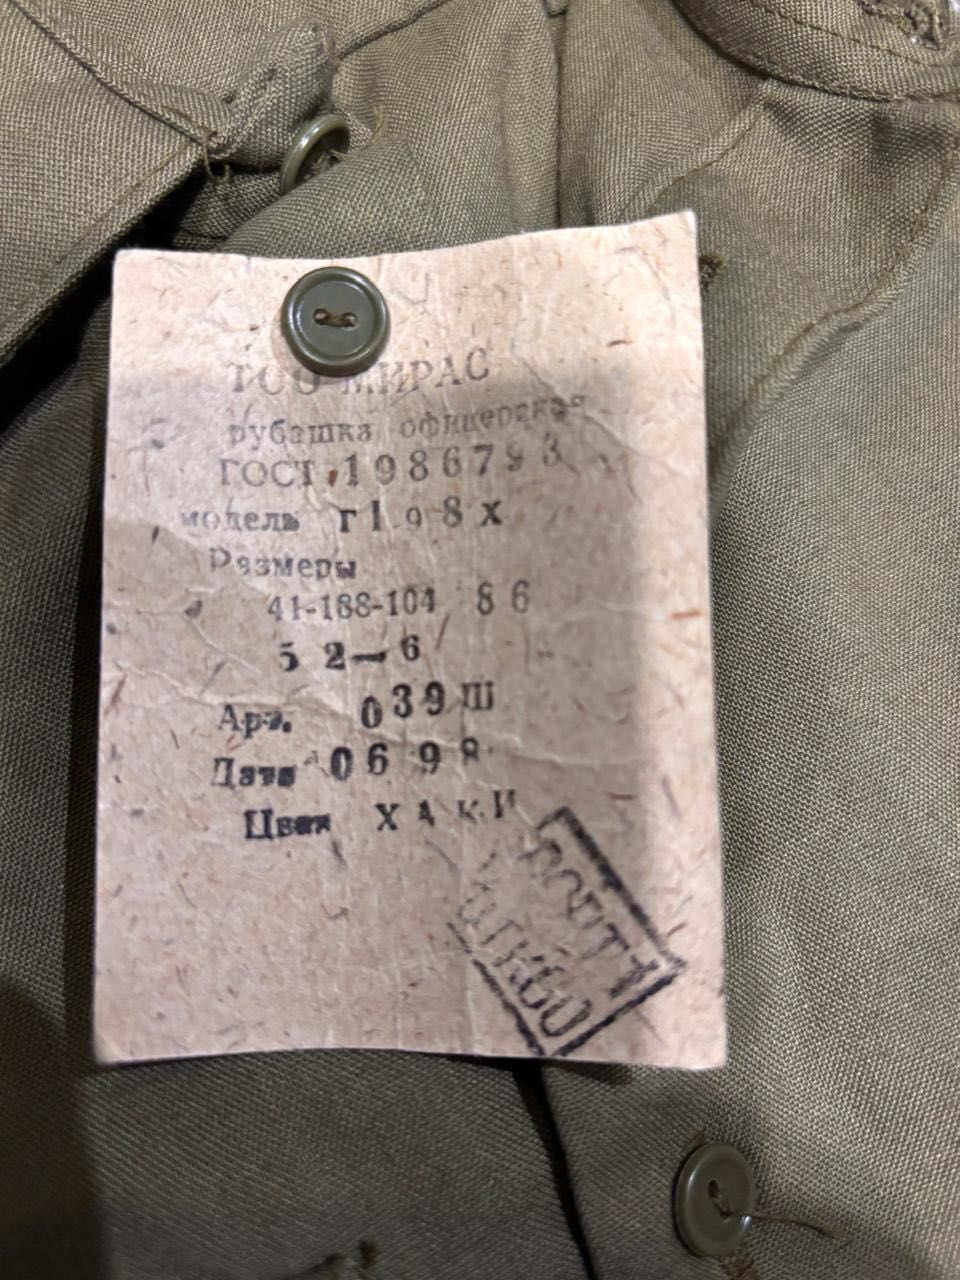 ТОО МИРАС
рубашка офицерская
ГОСТ 1986793
модель г198х
Размеры
41-188-104 86
52-6
Арт. 039Ш
Дата 0698
Цвет ХАКИ